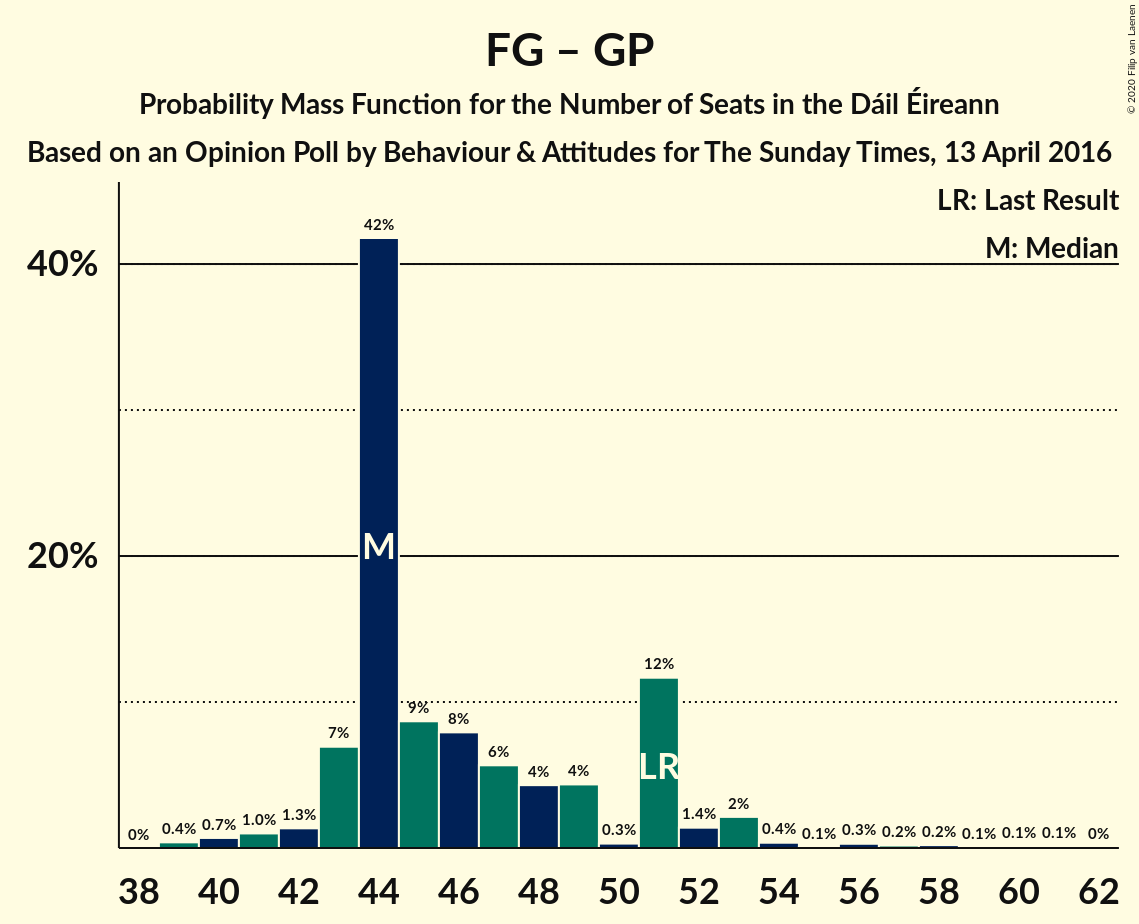 FG – GP
Probability Mass Function for the Number of Seats in the Dáil Éireann
Based on an Opinion Poll by Behaviour & Attitudes for The Sunday Times, 13 April 2016
© 2020 Filip van Laenen
LR: Last Result
M: Median
40%
20%
0% 0.4% 0.7% 1.0% 1.3% 7% 42% 9% 8% 6% 4% 4% 0.3% 12% 1.4% 2% 0.4% 0.1% 0.3% 0.2% 0.2% 0.1% 0.1% 0.1% 0%
M
LR
38 40 42 44 46 48 50 52 54 56 58 60 62